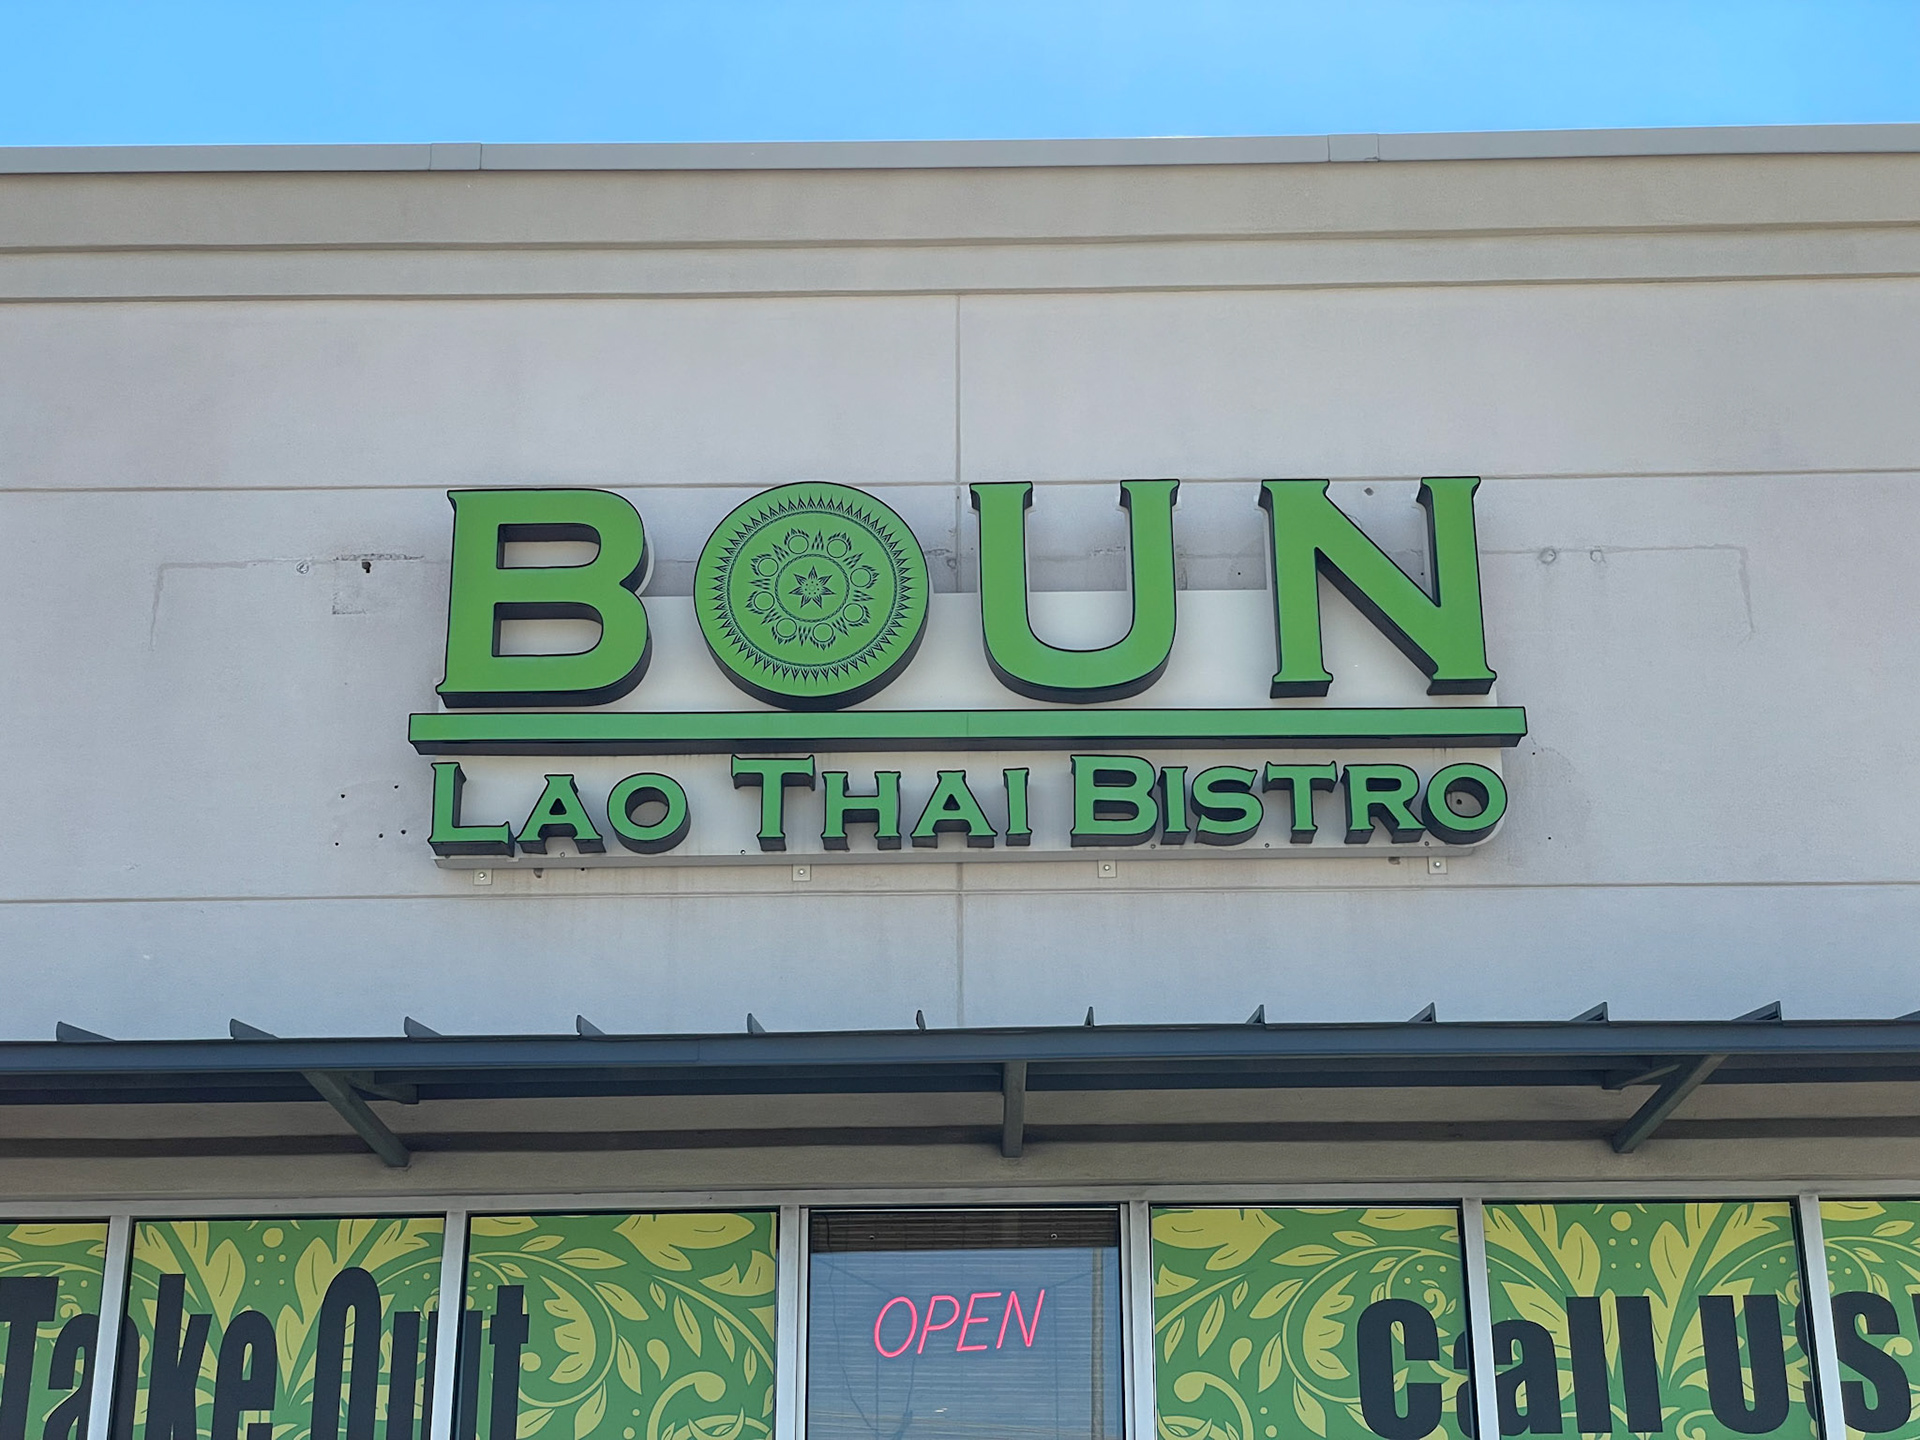 BOUN
LAO THAI BISTRO
OPEN
Take Out
Call Us